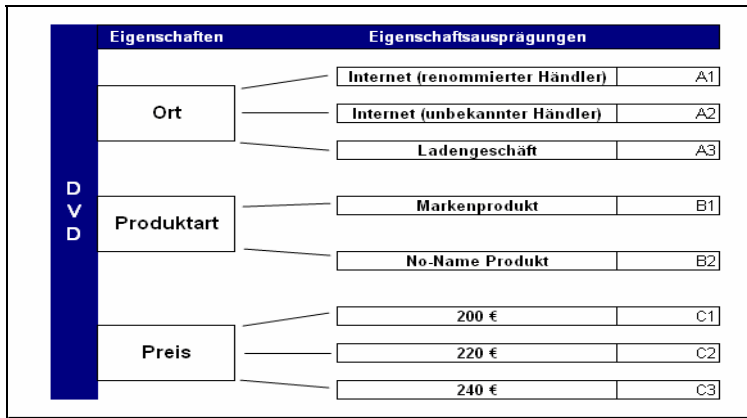 Eigenschaften Eigenschaftsausprägungen
Internet (renommierter Händler) A1
Ort
Internet (unbekannter Händler) A2
Ladengeschäft A3
DVD
Markenprodukt B1
Produktart
No-Name Produkt B2
200 € C1
Preis
220 € C2
240 € C3